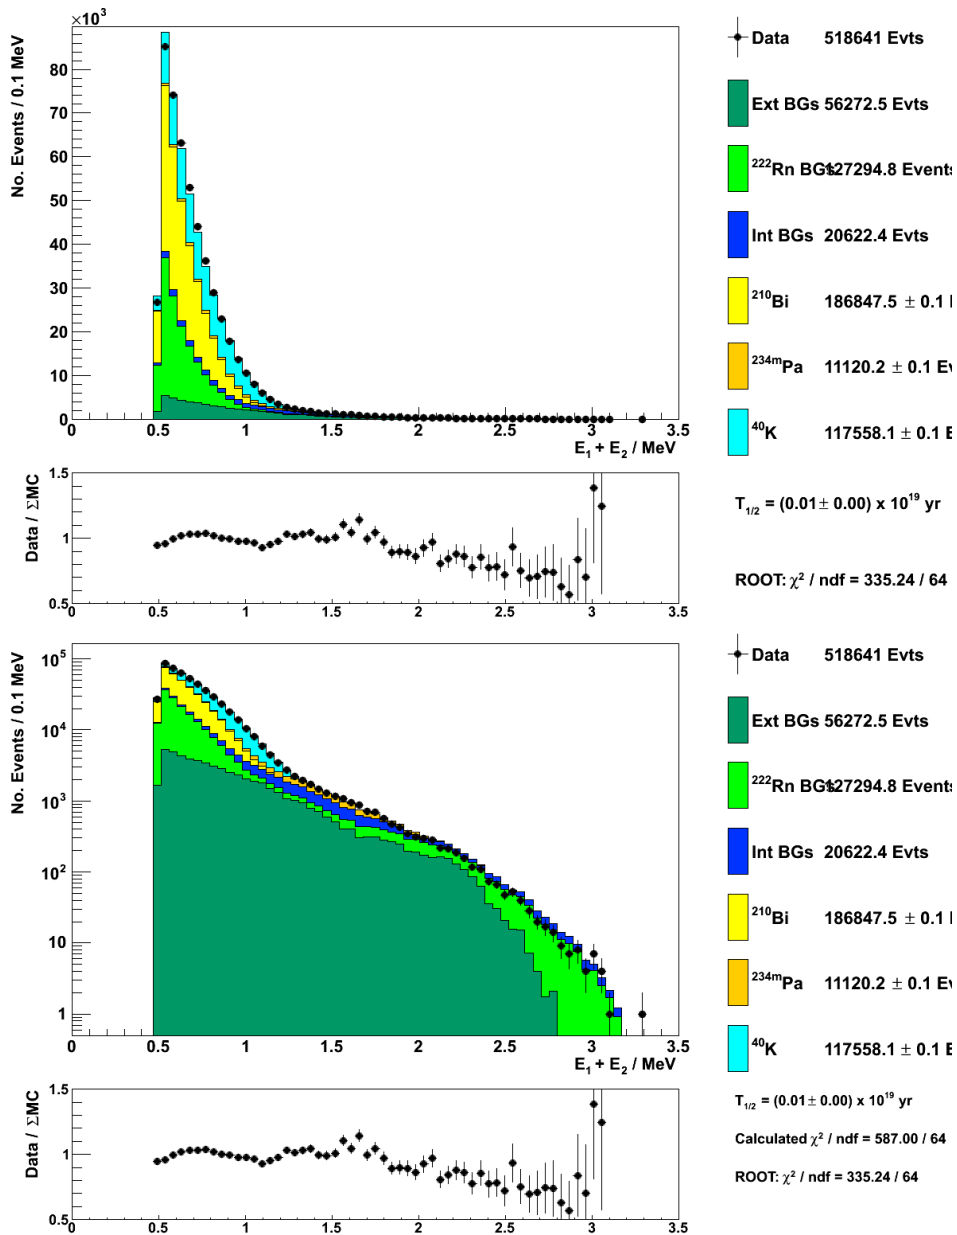 ×10³
No. Events / 0.1 MeV
80
60
40
20
0
0 0.5 1 1.5 2 2.5 3 3.5
E₁ + E₂ / MeV
Data 518641 Evts
Ext BGs 56272.5 Evts
²²²Rn BGs 127294.8 Events
Int BGs 20622.4 Evts
²¹⁰Bi 186847.5 ± 0.1
²³⁴ᵐPa 11120.2 ± 0.1
⁴⁰K 117558.1 ± 0.1
Data / ΣMC
1.5
1
0.5
0 0.5 1 1.5 2 2.5 3 3.5
T₁/₂ = (0.01 ± 0.00) x 10¹⁹ yr
ROOT: χ² / ndf = 335.24 / 64
No. Events / 0.1 MeV
10⁵
10⁴
10³
10²
10
1
0 0.5 1 1.5 2 2.5 3 3.5
E₁ + E₂ / MeV
Data 518641 Evts
Ext BGs 56272.5 Evts
²²²Rn BGs 127294.8 Events
Int BGs 20622.4 Evts
²¹⁰Bi 186847.5 ± 0.1
²³⁴ᵐPa 11120.2 ± 0.1
⁴⁰K 117558.1 ± 0.1
Data / ΣMC
1.5
1
0.5
0 0.5 1 1.5 2 2.5 3 3.5
T₁/₂ = (0.01 ± 0.00) x 10¹⁹ yr
Calculated χ² / ndf = 587.00 / 64
ROOT: χ² / ndf = 335.24 / 64